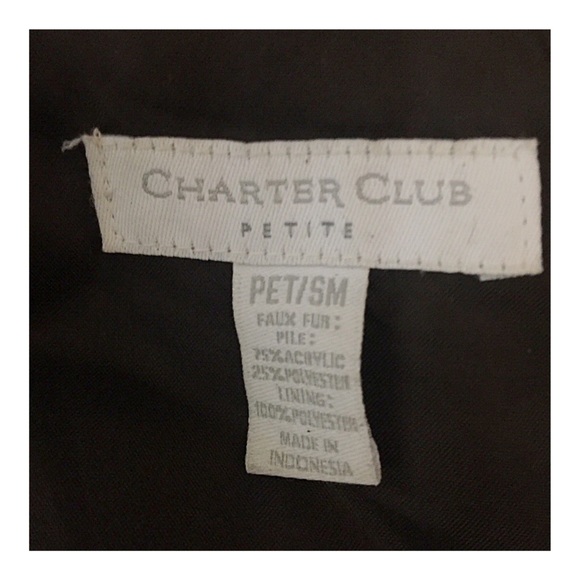 CHARTER CLUB
PETITE
PET/SM
FAUX FUR:
PILE:
75%ACRYLIC
25%POLYESTER
LINING:
100%POLYESTER
MADE IN
INDONESIA